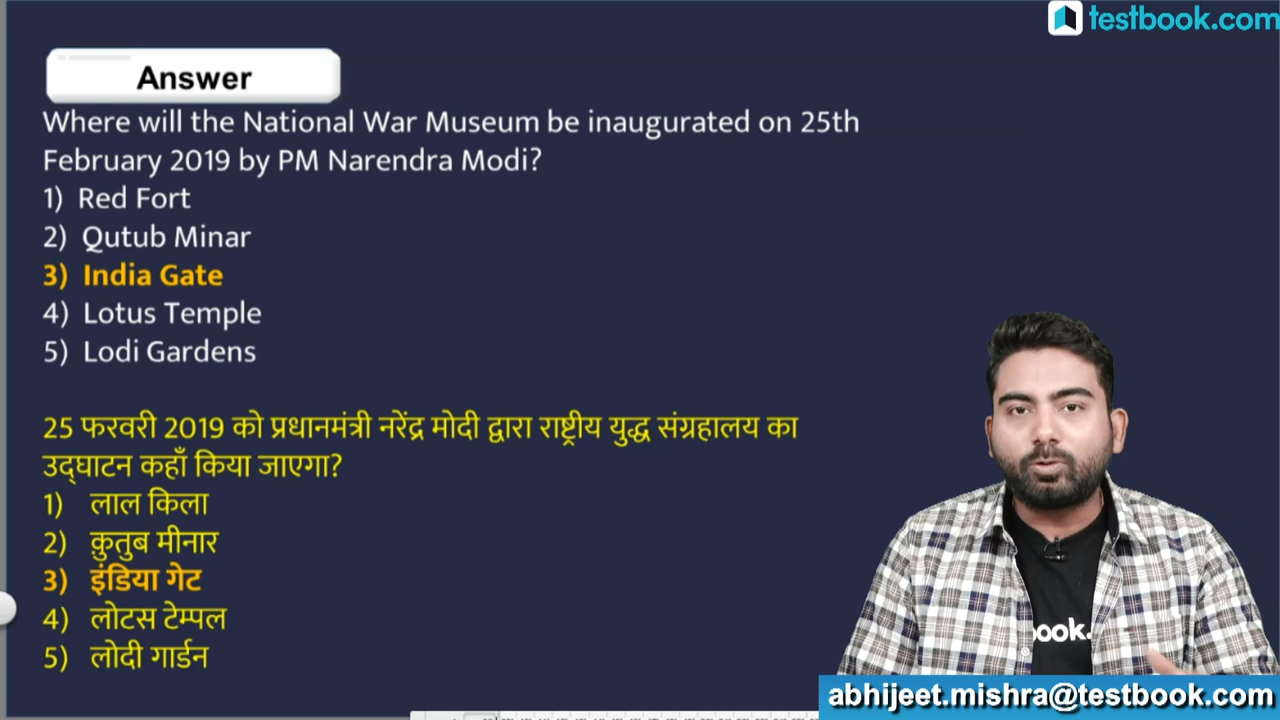 testbook.com
Answer
Where will the National War Museum be inaugurated on 25th
February 2019 by PM Narendra Modi?
1) Red Fort
2) Qutub Minar
3) India Gate
4) Lotus Temple
5) Lodi Gardens
25 फरवरी 2019 को प्रधानमंत्री नरेंद्र मोदी द्वारा राष्ट्रीय युद्ध संग्रहालय का
उद्घाटन कहाँ किया जाएगा?
1) लाल किला
2) क़ुतुब मीनार
3) इंडिया गेट
4) लोटस टेम्पल
5) लोदी गार्डन
book.
abhijeet.mishra@testbook.com